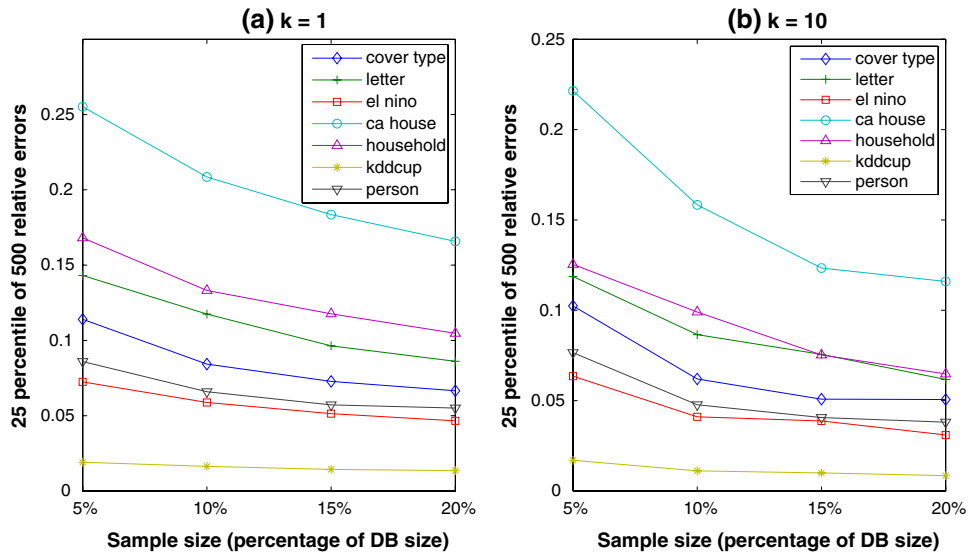 (a) k = 1
25 percentile of 500 relative errors
0.25
0.2
0.15
0.1
0.05
0
5%
10%
15%
20%
Sample size (percentage of DB size)
cover type
letter
el nino
ca house
household
kddcup
person
(b) k = 10
25 percentile of 500 relative errors
0.25
0.2
0.15
0.1
0.05
0
5%
10%
15%
20%
Sample size (percentage of DB size)
cover type
letter
el nino
ca house
household
kddcup
person